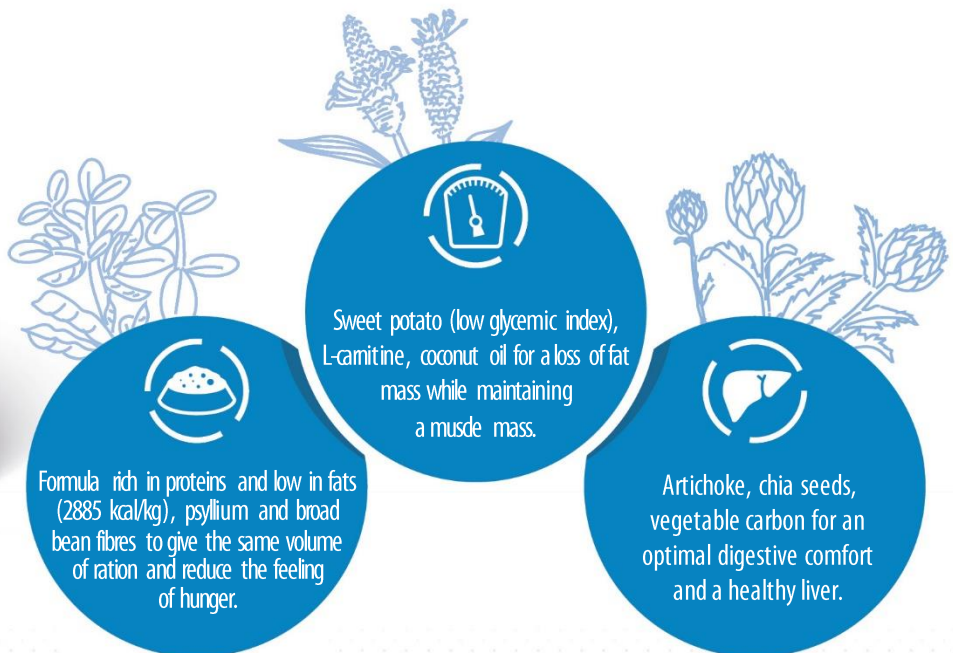 Sweet potato (low glycemic index),
L-carnitine, coconut oil for a loss of fat
mass while maintaining
a muscle mass.
Formula rich in proteins and low in fats
(2885 kcal/kg), psyllium and broad
bean fibres to give the same volume
of ration and reduce the feeling
of hunger.
Artichoke, chia seeds,
vegetable carbon for an
optimal digestive comfort
and a healthy liver.